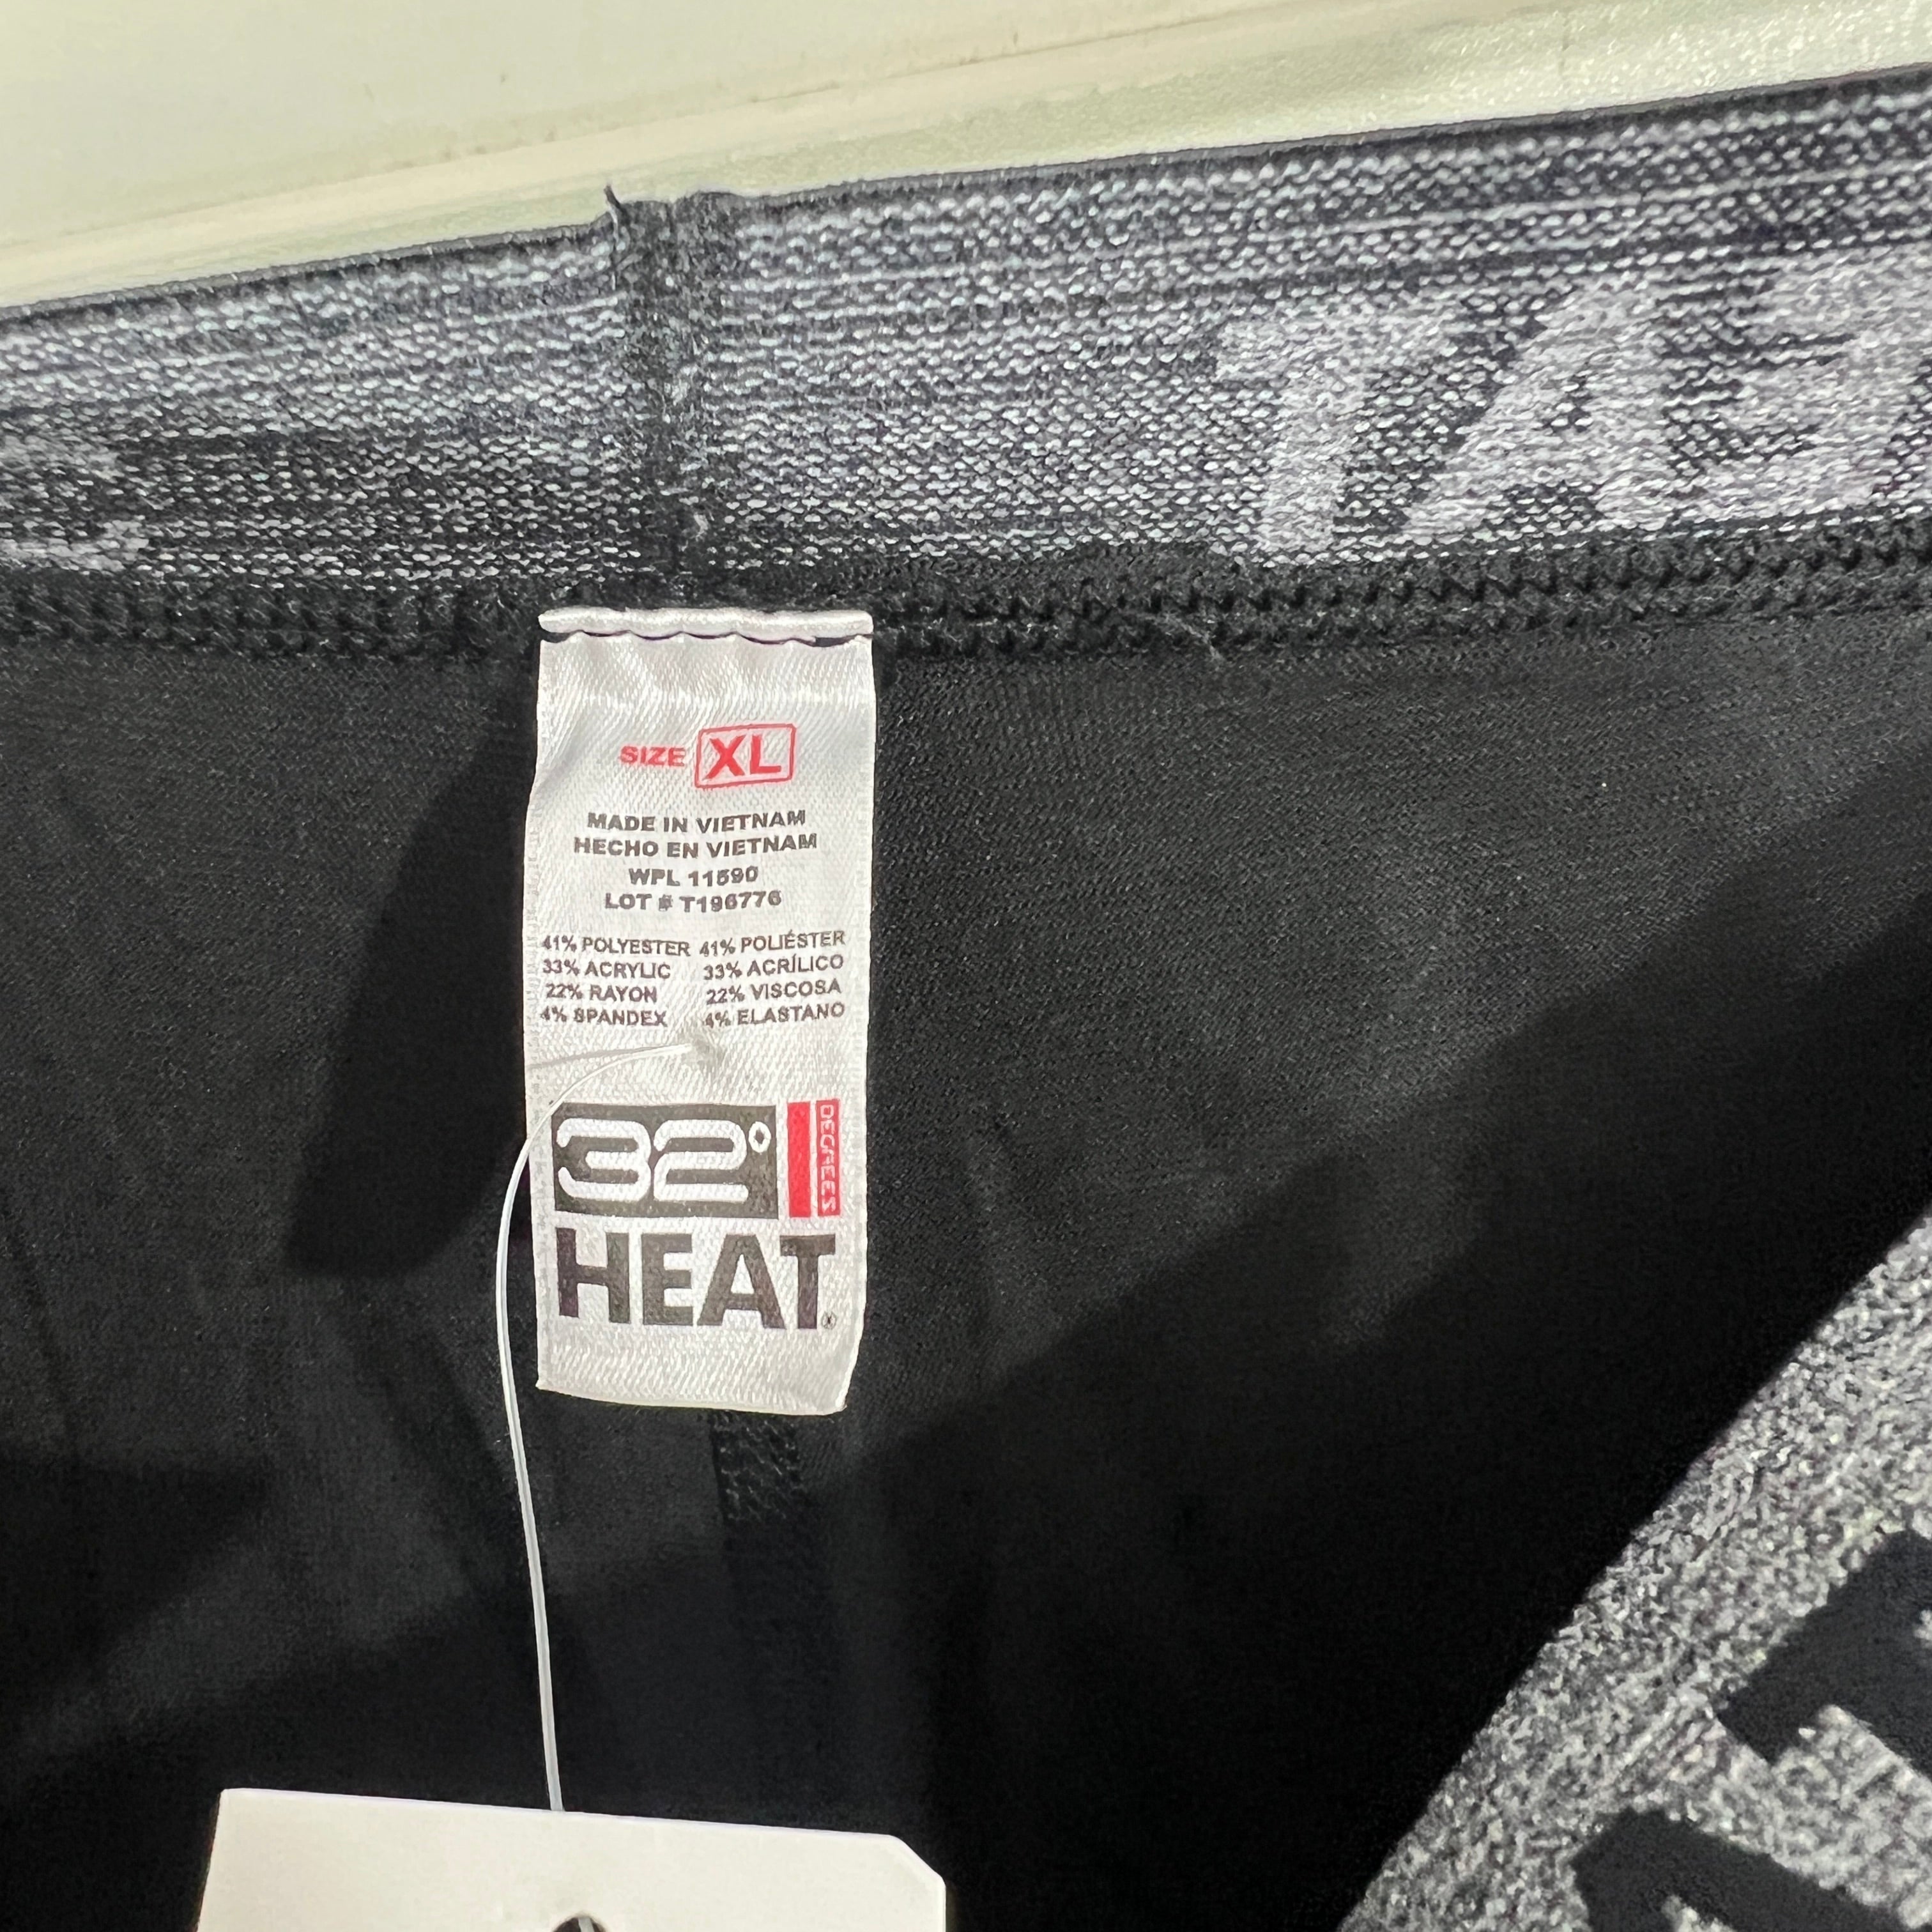 SIZE XL
MADE IN VIETNAM
HECHO EN VIETNAM
WPL 11590
LOT # T196776
41% POLYESTER 41% POLIÉSTER
33% ACRYLIC 33% ACRÍLICO
22% RAYON 22% VISCOSA
4% SPANDEX 4% ELASTANO
32° DEGREES
HEAT®